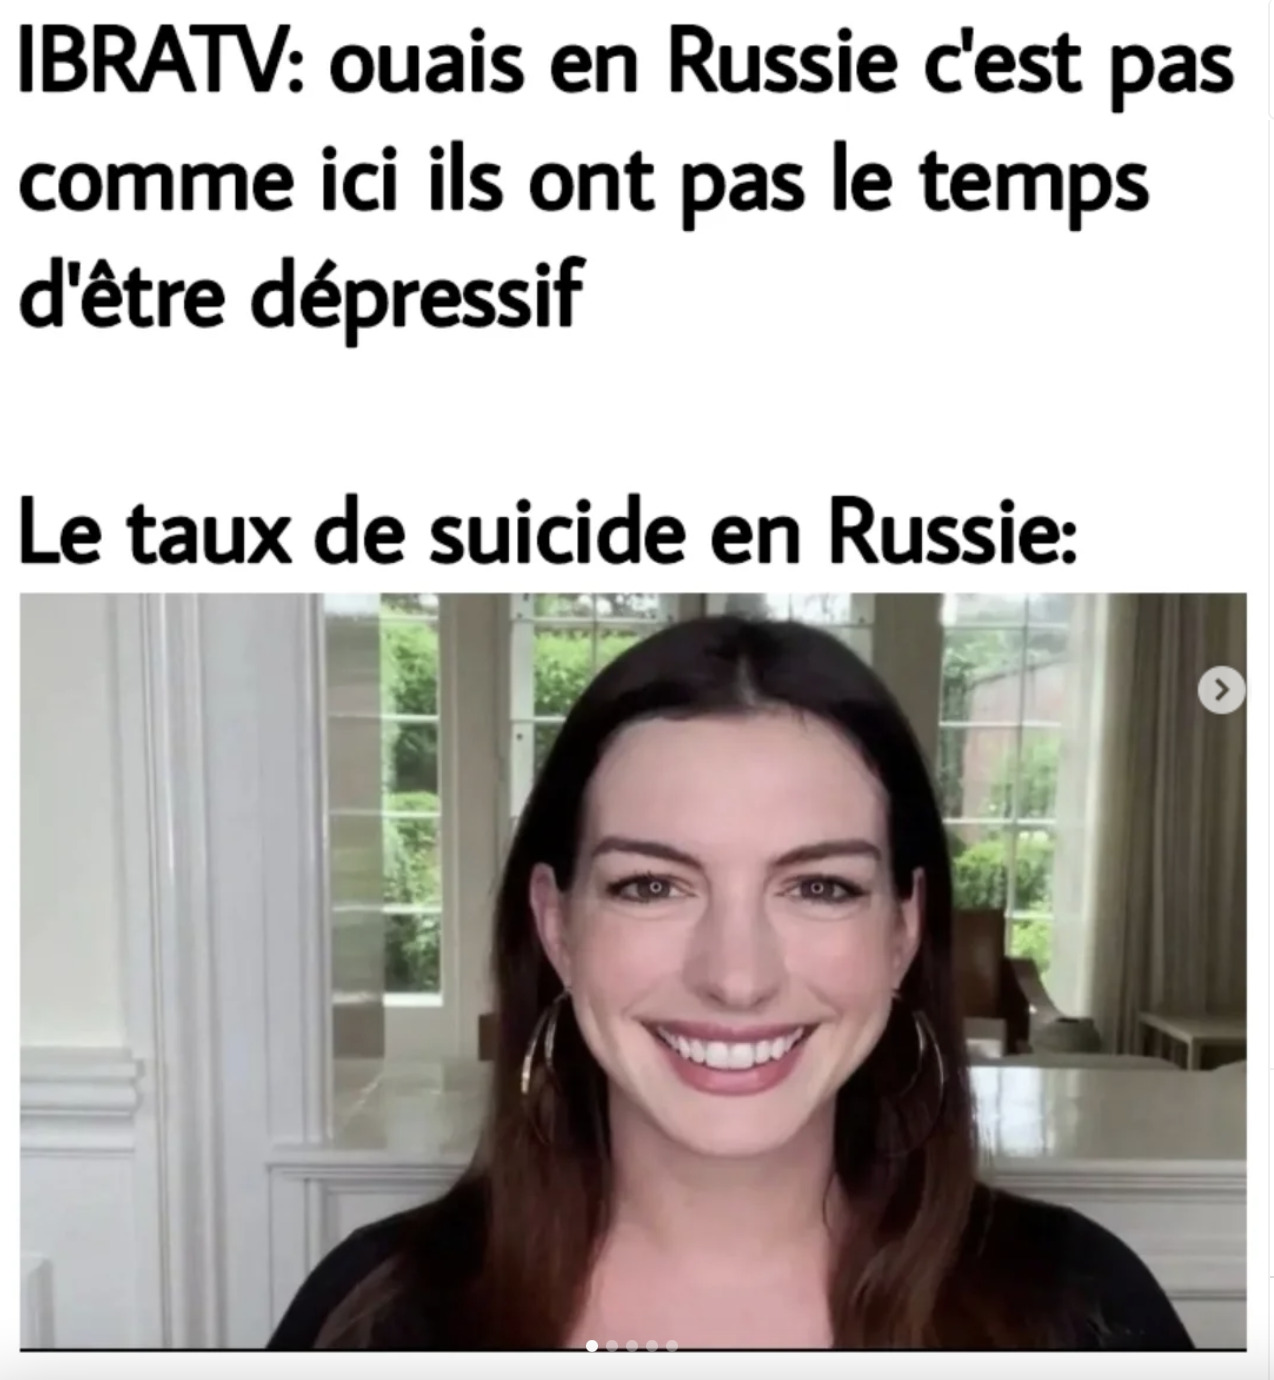 IBRATV: ouais en Russie c'est pas
comme ici ils ont pas le temps
d'être dépressif
Le taux de suicide en Russie: